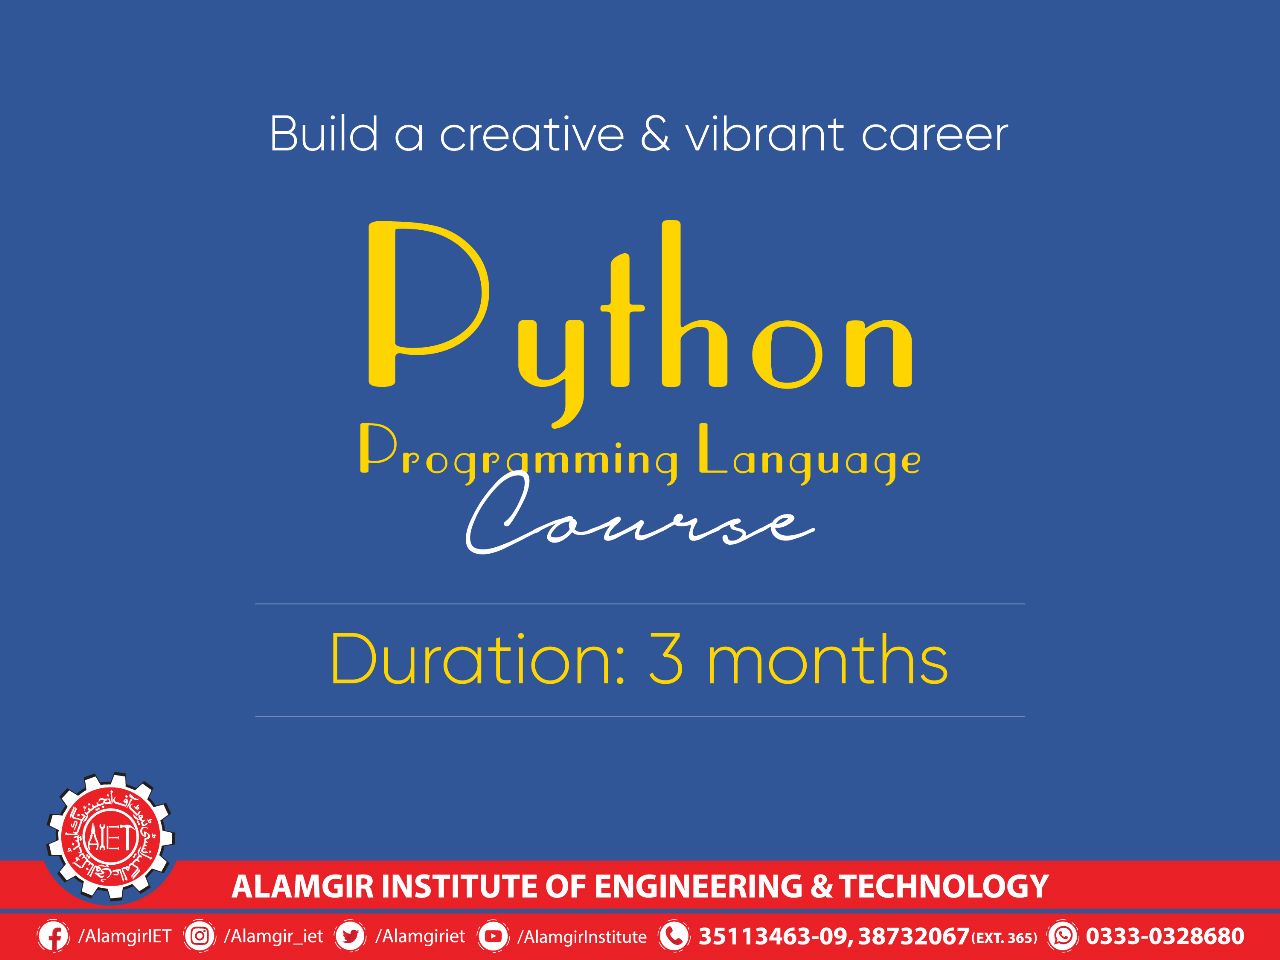 Build a creative & vibrant career
Python
Programming Language
Course
Duration: 3 months
AIET
ALAMGIR INSTITUTE OF ENGINEERING & TECHNOLOGY
/AlamgirIET /Alamgir_iet /Alamgiriet /AlamgirInstitute 35113463-09, 38732067 (EXT. 365) 0333-0328680